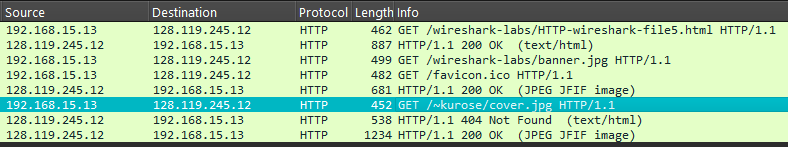 Source Destination Protocol Length Info
192.168.15.13 128.119.245.12 HTTP 462 GET /wireshark-labs/HTTP-wireshark-file5.html HTTP/1.1
128.119.245.12 192.168.15.13 HTTP 887 HTTP/1.1 200 OK (text/html)
192.168.15.13 128.119.245.12 HTTP 499 GET /wireshark-labs/banner.jpg HTTP/1.1
192.168.15.13 128.119.245.12 HTTP 482 GET /favicon.ico HTTP/1.1
128.119.245.12 192.168.15.13 HTTP 681 HTTP/1.1 200 OK (JPEG JFIF image)
192.168.15.13 128.119.245.12 HTTP 452 GET /~kurose/cover.jpg HTTP/1.1
128.119.245.12 192.168.15.13 HTTP 538 HTTP/1.1 404 Not Found (text/html)
128.119.245.12 192.168.15.13 HTTP 1234 HTTP/1.1 200 OK (JPEG JFIF image)